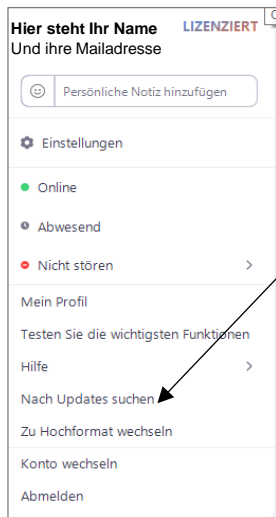 Hier steht Ihr Name LIZENZIERT
Und ihre Mailadresse
Persönliche Notiz hinzufügen
Einstellungen
Online
Abwesend
Nicht stören
Mein Profil
Testen Sie die wichtigsten Funktionen
Hilfe
Nach Updates suchen
Zu Hochformat wechseln
Konto wechseln
Abmelden